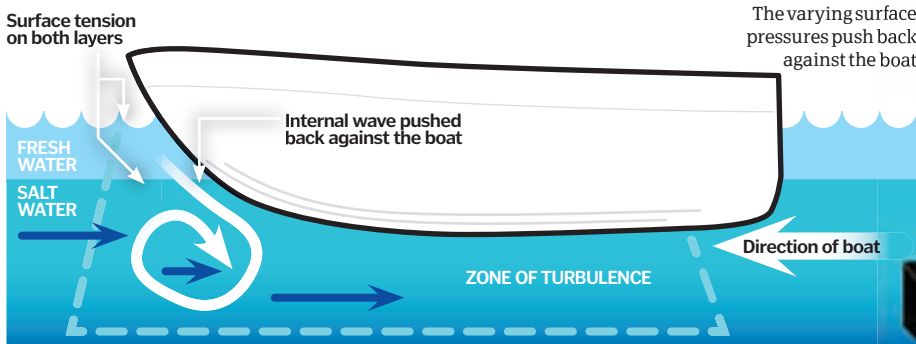 Surface tension
on both layers
The varying surface
pressures push back
against the boat
Internal wave pushed
back against the boat
FRESH
WATER
SALT
WATER
Direction of boat
ZONE OF TURBULENCE